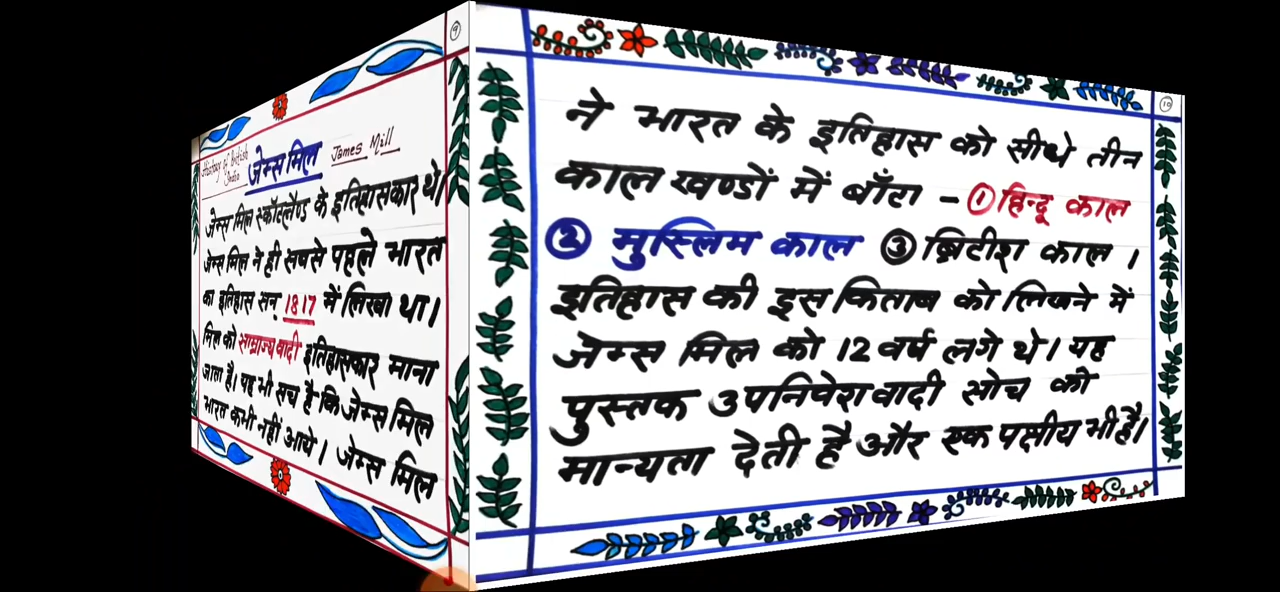 9
History of British
India
जेम्स मिल
James Mill
जेम्स मिल स्कॉटलैण्ड के इतिहासकार थे।
जेम्स मिल ने ही सबसे पहले भारत
का इतिहास सन् 1817 में लिखा था।
मिल को साम्राज्यवादी इतिहासकार माना
जाता है। यह भी सच है कि जेम्स मिल
भारत कभी नहीं आये। जेम्स मिल
10
ने भारत के इतिहास को सीधे तीन
काल खण्डों में बाँटा - ① हिन्दू काल
② मुस्लिम काल ③ ब्रिटीश काल।
इतिहास की इस किताब को लिखने में
जेम्स मिल को 12 वर्ष लगे थे। यह
पुस्तक उपनिवेशवादी सोच को
मान्यता देती है और एक पक्षीय भी है।